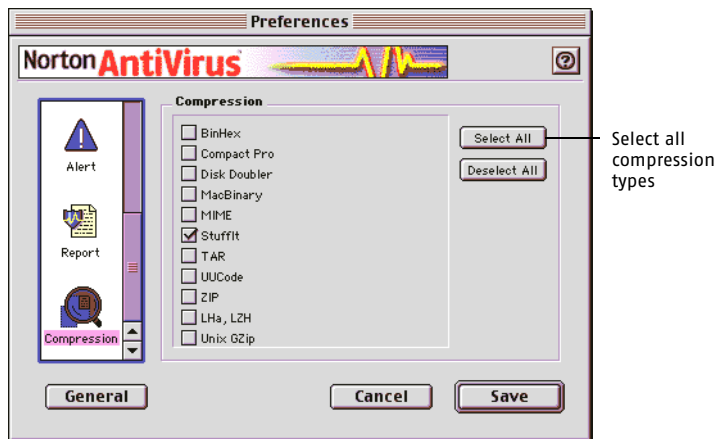 Preferences
Norton AntiVirus
Alert
Report
Compression
Compression
BinHex
Compact Pro
Disk Doubler
MacBinary
MIME
StuffIt
TAR
UUCode
ZIP
LHa, LZH
Unix GZip
Select All
Deselect All
Select all
compression
types
General
Cancel
Save